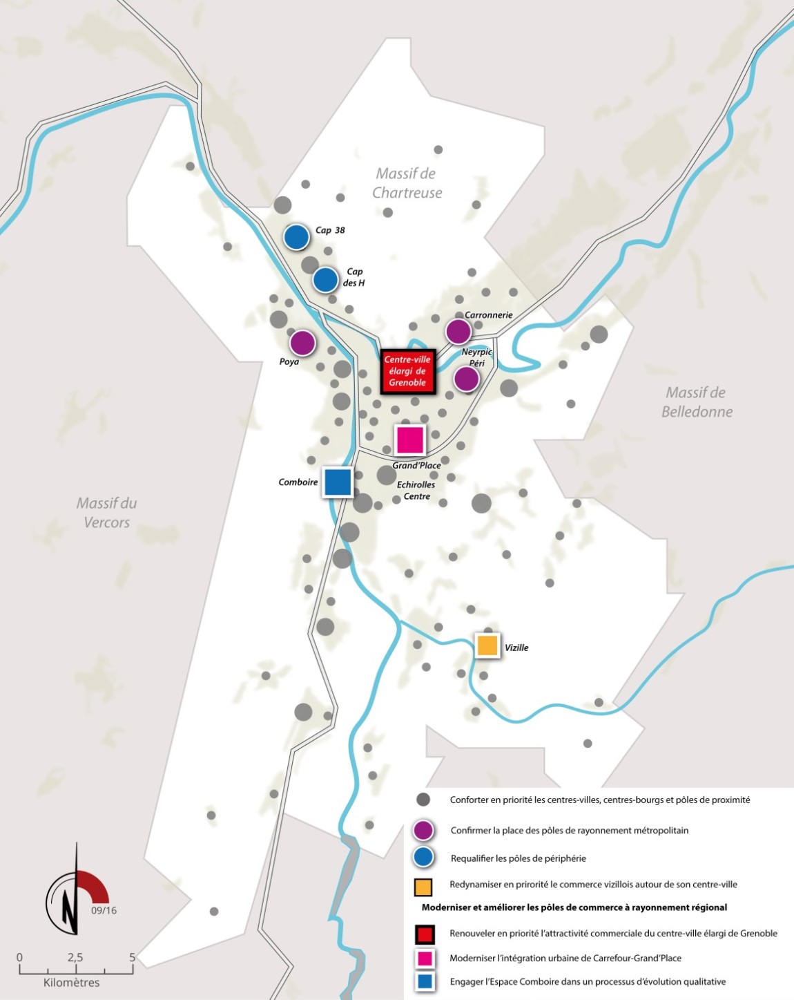 Massif de
Chartreuse
Cap 38
Cap
des H
Carronnerie
Poya
Neyrpic
Péri
Centre-ville
élargi de
Grenoble
Massif de
Belledonne
Grand'Place
Comboire
Echirolles
Centre
Massif du
Vercors
Vizille
Conforter en priorité les centres-villes, centres-bourgs et pôles de proximité
Confirmer la place des pôles de rayonnement métropolitain
Requalifier les pôles de périphérie
Redynamiser en prirorité le commerce vizillois autour de son centre-ville
Moderniser et améliorer les pôles de commerce à rayonnement régional
Renouveler en priorité l'attractivité commerciale du centre-ville élargi de Grenoble
Moderniser l'intégration urbaine de Carrefour-Grand'Place
Engager l'Espace Comboire dans un processus d'évolution qualitative
N
09/16
0 2,5 5
Kilomètres